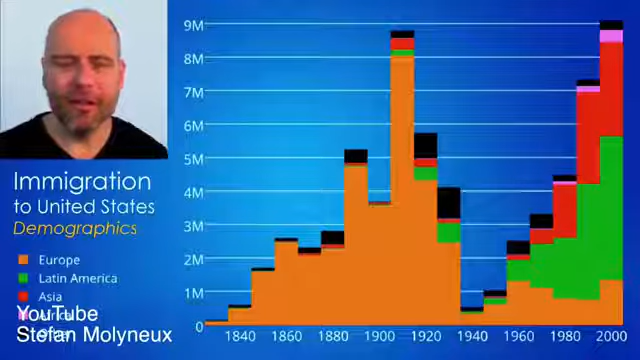 Immigration
to United States
Demographics
Europe
Latin America
Asia
YouTube
Stefan Molyneux
9M
8M
7M
6M
5M
4M
3M
2M
1M
0
1840 1860 1880 1900 1920 1940 1960 1980 2000